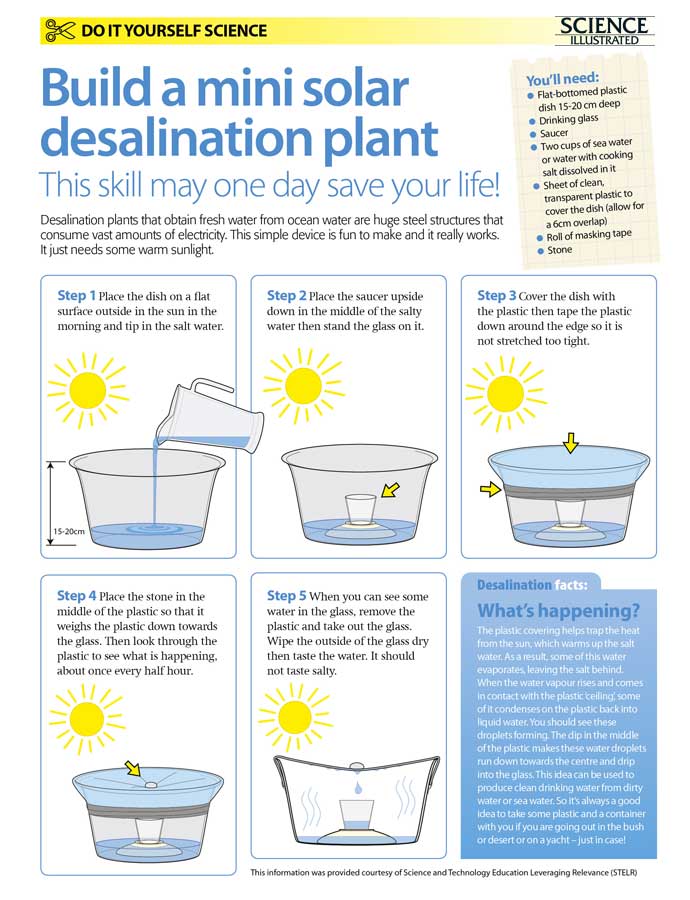 DO IT YOURSELF SCIENCE
SCIENCE
ILLUSTRATED
Build a mini solar
desalination plant
This skill may one day save your life!
Desalination plants that obtain fresh water from ocean water are huge steel structures that
consume vast amounts of electricity. This simple device is fun to make and it really works.
It just needs some warm sunlight.
You'll need:
Flat-bottomed plastic
dish 15-20 cm deep
Drinking glass
Saucer
Two cups of sea water
or water with cooking
salt dissolved in it
Sheet of clean,
transparent plastic to
cover the dish (allow for
a 6cm overlap)
Roll of masking tape
Stone
Step 1 Place the dish on a flat
surface outside in the sun in the
morning and tip in the salt water.
15-20cm
Step 2 Place the saucer upside
down in the middle of the salty
water then stand the glass on it.
Step 3 Cover the dish with
the plastic then tape the plastic
down around the edge so it is
not stretched too tight.
Step 4 Place the stone in the
middle of the plastic so that it
weighs the plastic down towards
the glass. Then look through the
plastic to see what is happening,
about once every half hour.
Step 5 When you can see some
water in the glass, remove the
plastic and take out the glass.
Wipe the outside of the glass dry
then taste the water. It should
not taste salty.
Desalination facts:
What's happening?
The plastic covering helps trap the heat
from the sun, which warms up the salt
water. As a result, some of this water
evaporates, leaving the salt behind.
When the water vapour rises and comes
in contact with the plastic 'ceiling', some
of it condenses on the plastic back into
liquid water. You should see these
droplets forming. The dip in the middle
of the plastic makes these water droplets
run down towards the centre and drip
into the glass. This idea can be used to
produce clean drinking water from dirty
water or sea water. So it's always a good
idea to take some plastic and a container
with you if you are going out in the bush
or desert or on a yacht – just in case!
This information was provided courtesy of Science and Technology Education Leveraging Relevance (STELR)